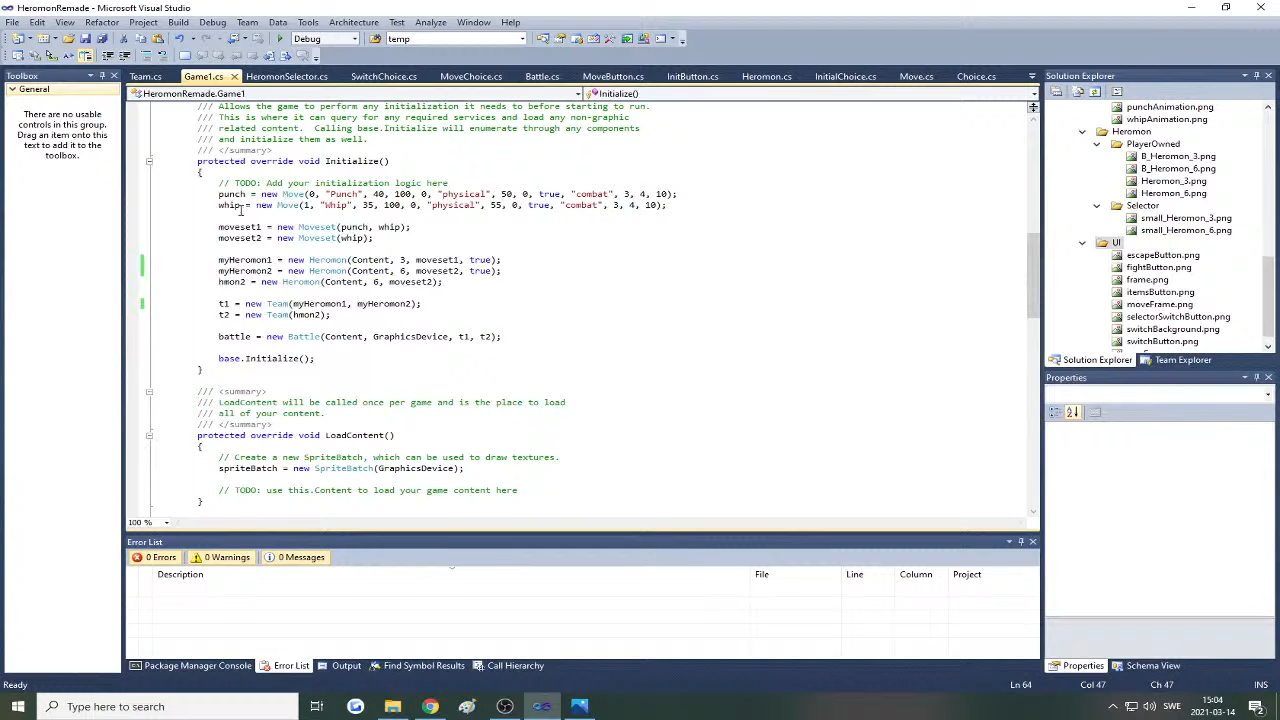 HeromonRemade - Microsoft Visual Studio
File Edit View Refactor Project Build Debug Team Data Tools Architecture Test Analyze Window Help
Debug temp
Toolbox
General
There are no usable
controls in this group.
Drag an item onto this
text to add it to the
toolbox.
Team.cs Game1.cs HeromonSelector.cs SwitchChoice.cs MoveChoice.cs Battle.cs MoveButton.cs InitButton.cs Heromon.cs InitialChoice.cs Move.cs Choice.cs
HeromonRemade.Game1 Initialize()
/// Allows the game to perform any initialization it needs to before starting to run.
/// This is where it can query for any required services and load any non-graphic
/// related content.  Calling base.Initialize will enumerate through any components
/// and initialize them as well.
/// </summary>
protected override void Initialize()
{
// TODO: Add your initialization logic here
punch = new Move(0, "Punch", 40, 100, 0, "physical", 50, 0, true, "combat", 3, 4, 10);
whip = new Move(1, "Whip", 35, 100, 0, "physical", 55, 0, true, "combat", 3, 4, 10);
moveset1 = new Moveset(punch, whip);
moveset2 = new Moveset(whip);
myHeromon1 = new Heromon(Content, 3, moveset1, true);
myHeromon2 = new Heromon(Content, 6, moveset2, true);
hmon2 = new Heromon(Content, 6, moveset2);
t1 = new Team(myHeromon1, myHeromon2);
t2 = new Team(hmon2);
battle = new Battle(Content, GraphicsDevice, t1, t2);
base.Initialize();
}
/// <summary>
/// LoadContent will be called once per game and is the place to load
/// all of your content.
/// </summary>
protected override void LoadContent()
{
// Create a new SpriteBatch, which can be used to draw textures.
spriteBatch = new SpriteBatch(GraphicsDevice);
// TODO: use this.Content to load your game content here
}
100 %
Error List
0 Errors 0 Warnings 0 Messages
Description File Line Column Project
Package Manager Console Error List Output Find Symbol Results Call Hierarchy
Solution Explorer
punchAnimation.png
whipAnimation.png
Heromon
PlayerOwned
B_Heromon_3.png
B_Heromon_6.png
Heromon_3.png
Heromon_6.png
Selector
small_Heromon_3.png
small_Heromon_6.png
UI
escapeButton.png
fightButton.png
frame.png
itemsButton.png
moveFrame.png
selectorSwitchButton.png
switchBackground.png
switchButton.png
Solution Explorer Team Explorer
Properties
Properties Schema View
Ready Ln 64 Col 47 Ch 47 INS
Type here to search
SWE
15:04
2021-03-14
2